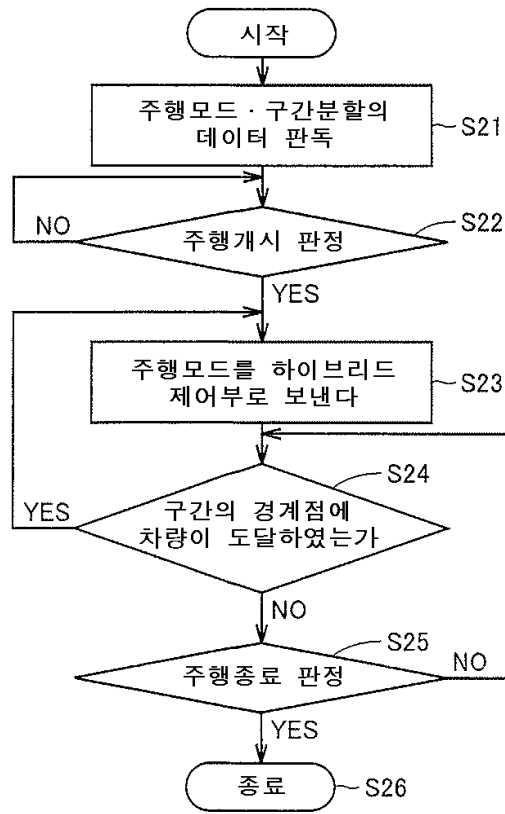 시작
주행모드 · 구간분할의
데이터 판독
S21
NO
S22
주행개시 판정
YES
주행모드를 하이브리드
제어부로 보낸다
S23
S24
구간의 경계점에
차량이 도달하였는가
YES
NO
S25
주행종료 판정
NO
YES
종료
S26